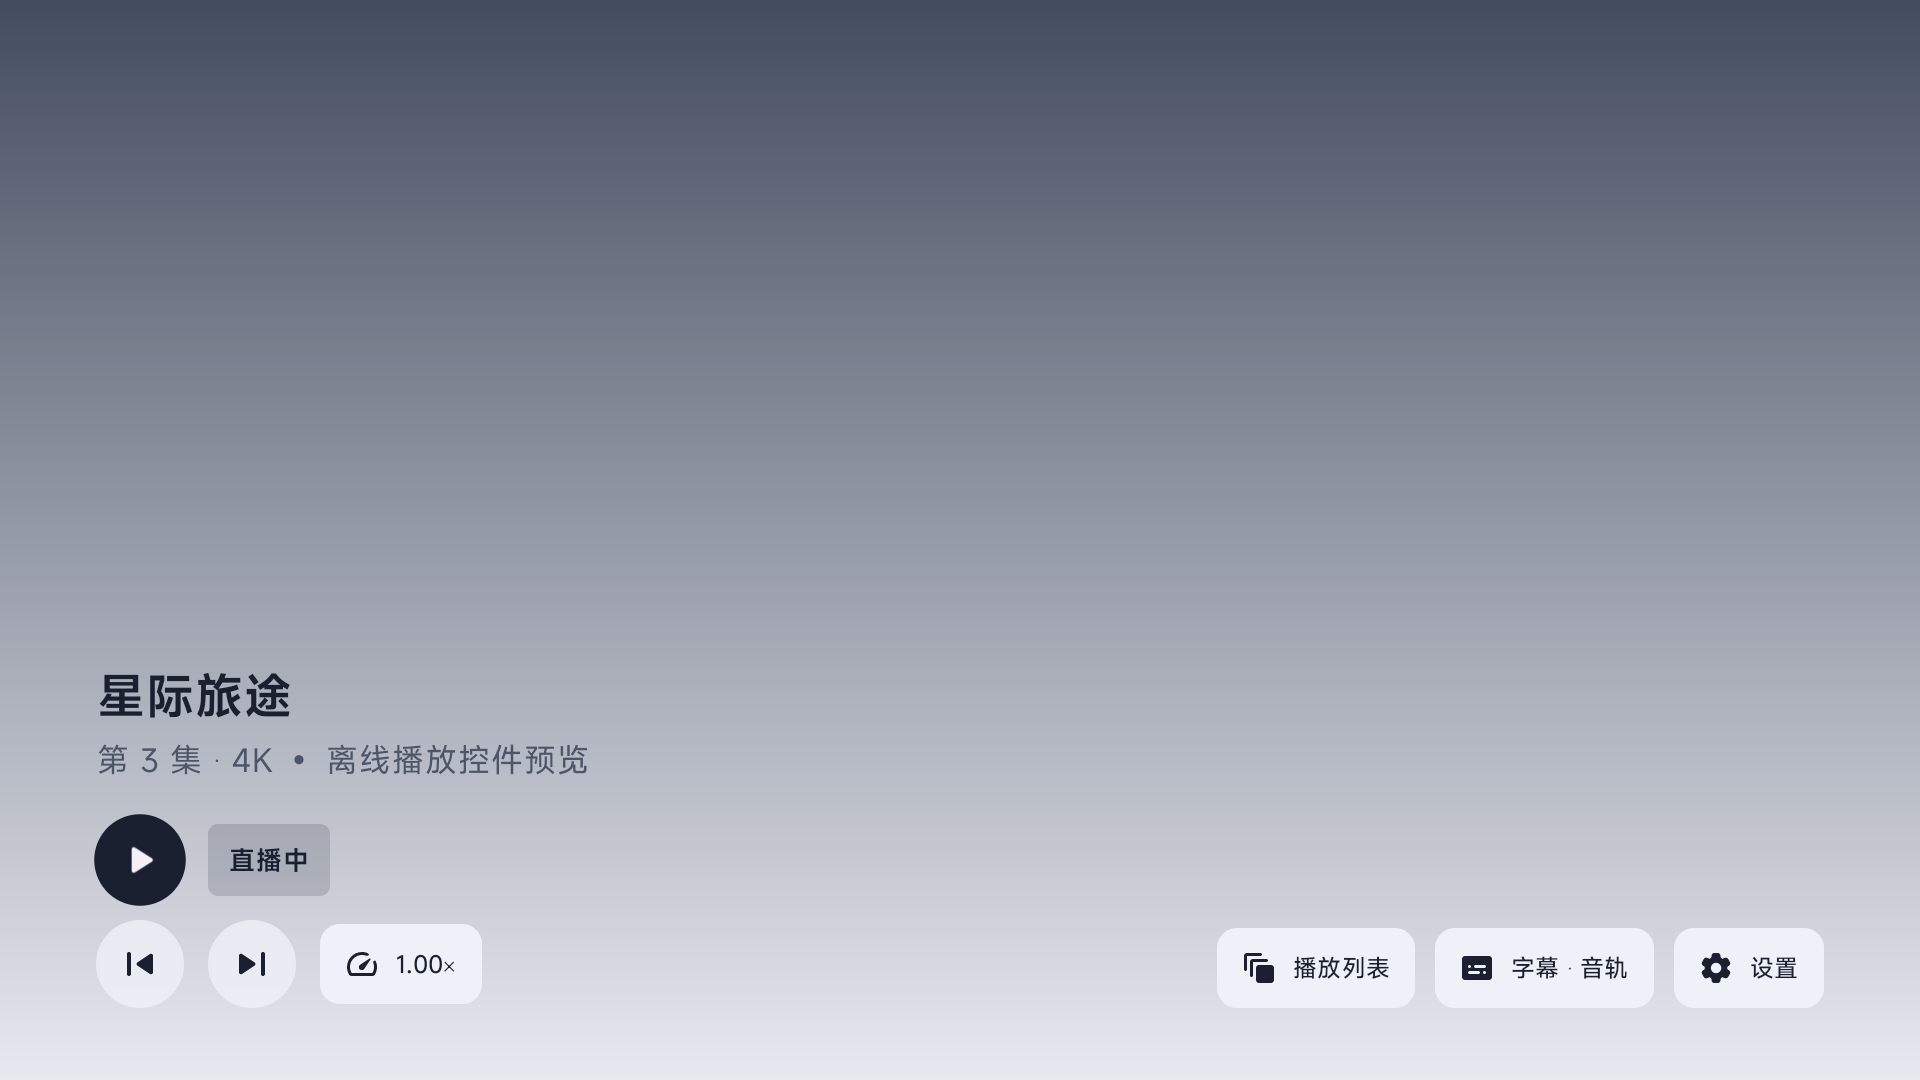 星际旅途
第 3 集 · 4K • 离线播放控件预览
直播中
1.00×
播放列表
字幕 · 音轨
设置